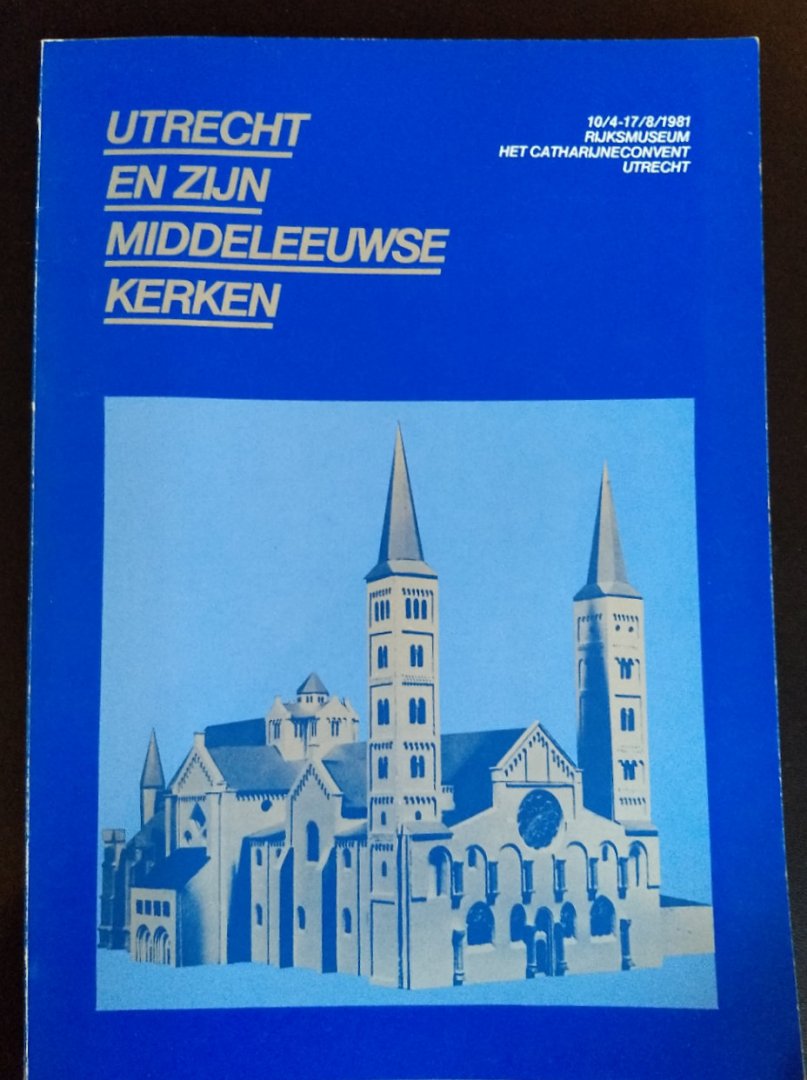 UTRECHT
EN ZIJN
MIDDELEEUWSE
KERKEN
10/4-17/8/1981
RIJKSMUSEUM
HET CATHARIJNECONVENT
UTRECHT